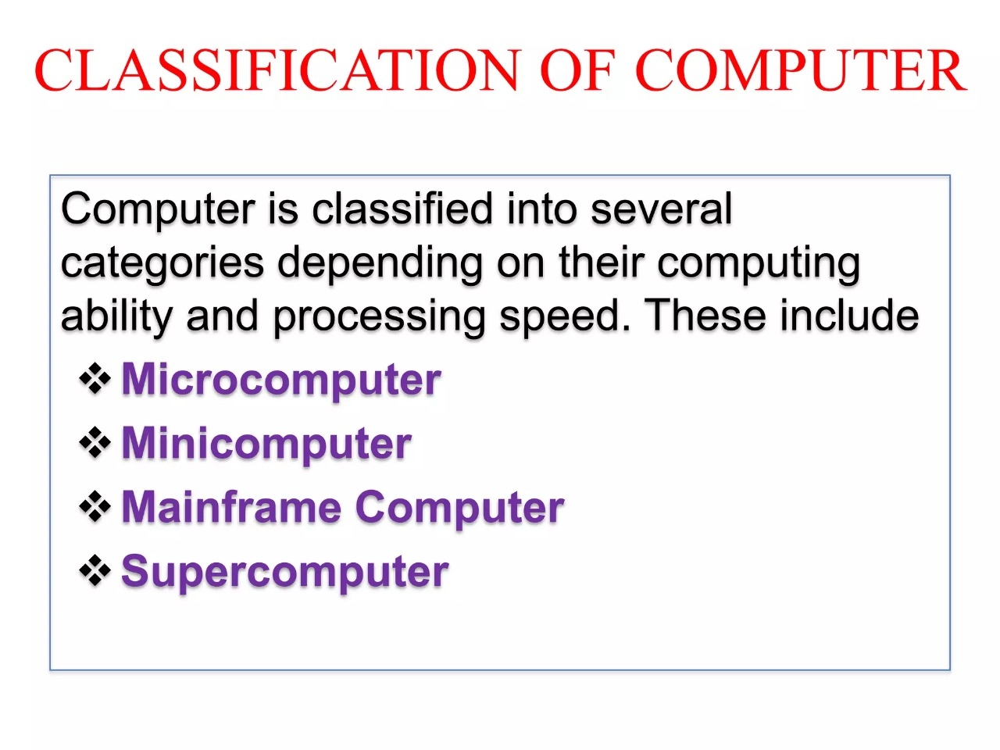 CLASSIFICATION OF COMPUTER
Computer is classified into several
categories depending on their computing
ability and processing speed. These include
❖ Microcomputer
❖ Minicomputer
❖ Mainframe Computer
❖ Supercomputer